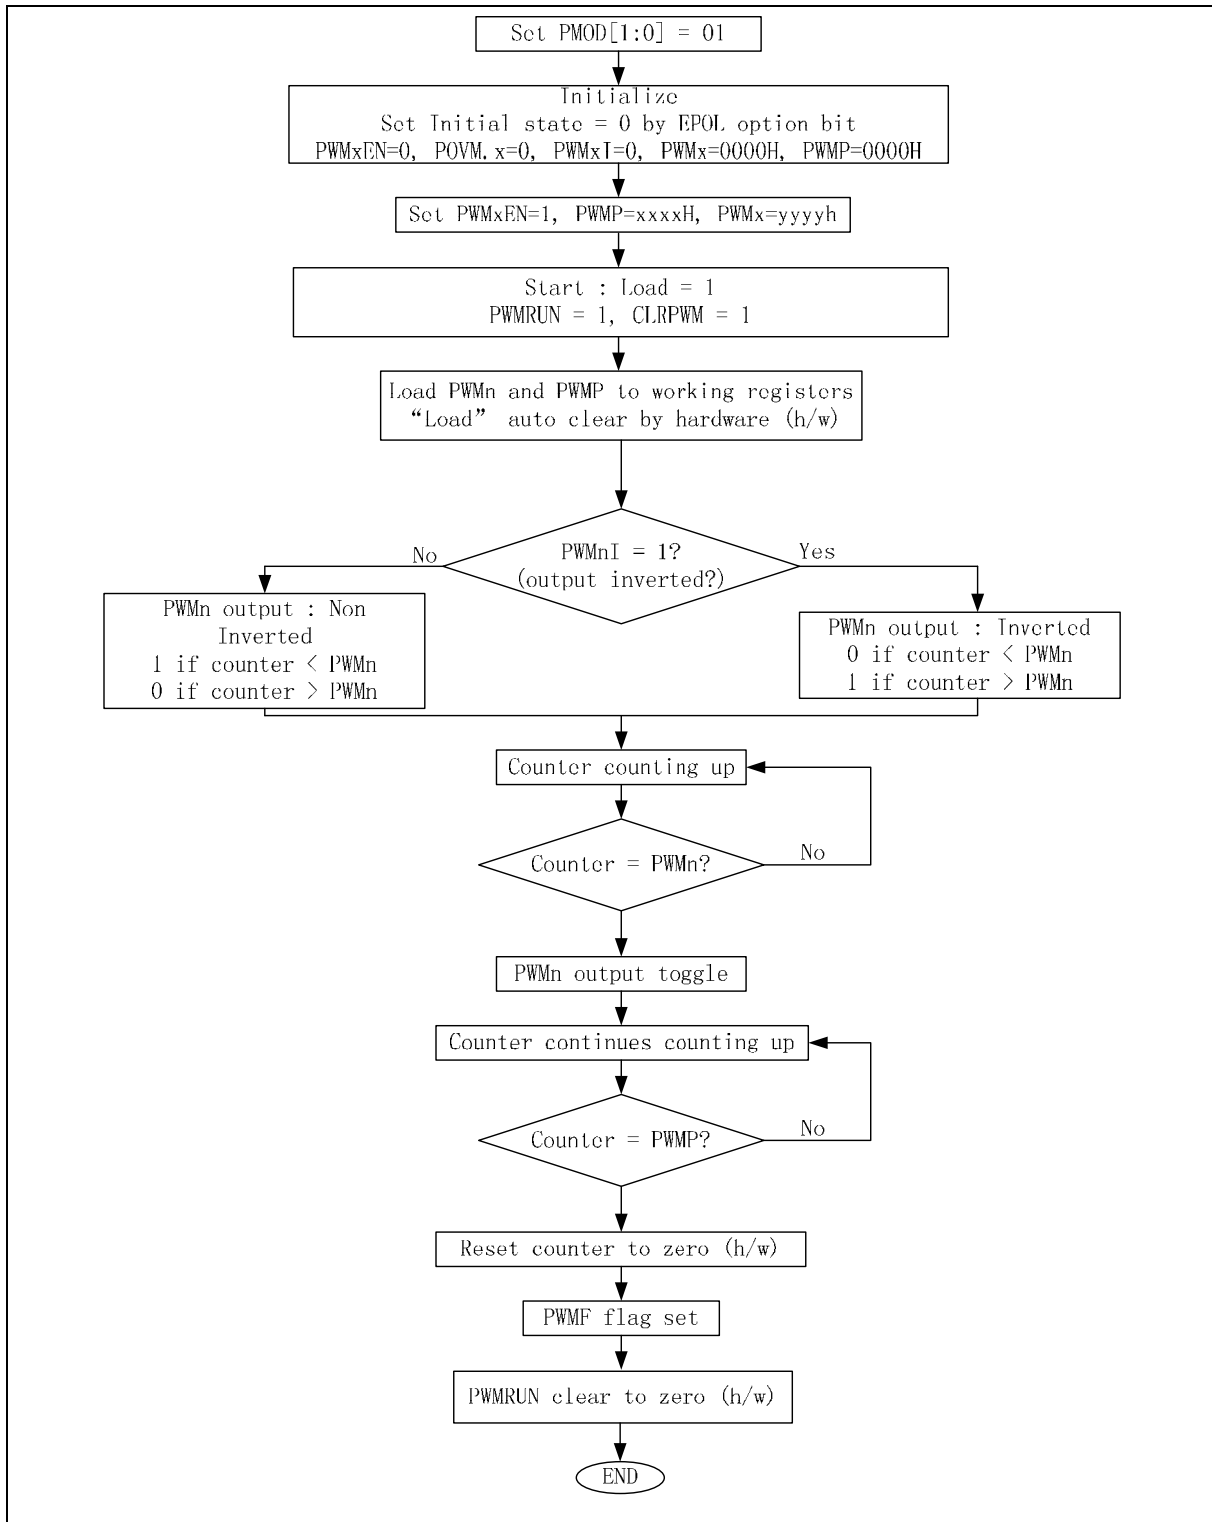 Set PMOD[1:0] = 01
Initialize
Set Initial state = 0 by EPOL option bit
PWMxEN=0, POVM.x=0, PWMxI=0, PWMx=0000H, PWMP=0000H
Set PWMxEN=1, PWMP=xxxxH, PWMx=yyyyh
Start : Load = 1
PWMRUN = 1, CLRPWM = 1
Load PWMn and PWMP to working registers
“Load” auto clear by hardware (h/w)
PWMnI = 1?
(output inverted?)
No
Yes
PWMn output : Non
Inverted
1 if counter < PWMn
0 if counter > PWMn
PWMn output : Inverted
0 if counter < PWMn
1 if counter > PWMn
Counter counting up
Counter = PWMn?
No
PWMn output toggle
Counter continues counting up
Counter = PWMP?
No
Reset counter to zero (h/w)
PWMF flag set
PWMRUN clear to zero (h/w)
END